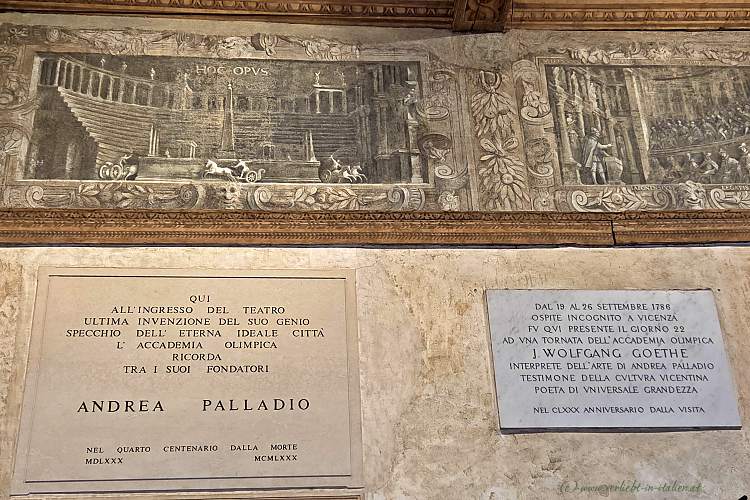 HOC OPVS
LEGATI
QUI
ALL'INGRESSO DEL TEATRO
ULTIMA INVENZIONE DEL SUO GENIO
SPECCHIO DELL' ETERNA IDEALE CITTÀ
L' ACCADEMIA OLIMPICA
RICORDA
TRA I SUOI FONDATORI
ANDREA PALLADIO
NEL QUARTO CENTENARIO DALLA MORTE
MDLXXX MCMLXXX
DAL 19 AL 26 SETTEMBRE 1786
OSPITE INCOGNITO A VICENZA
FV QVI PRESENTE IL GIORNO 22
AD VNA TORNATA DELL'ACCADEMIA OLIMPICA
J. WOLFGANG GOETHE
INTERPRETE DELL'ARTE DI ANDREA PALLADIO
TESTIMONE DELLA CVLTVRA VICENTINA
POETA DI VNIVERSALE GRANDEZZA
NEL CLXXX ANNIVERSARIO DALLA VISITA
(c) www.verliebt-in-italien.at